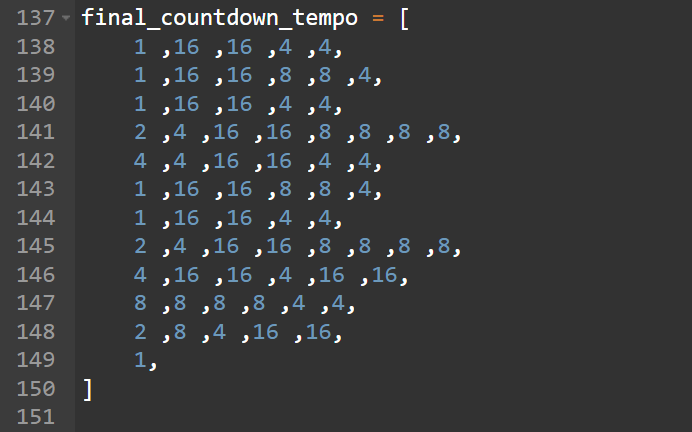 137 final_countdown_tempo = [
138     1 ,16 ,16 ,4 ,4,
139     1 ,16 ,16 ,8 ,8 ,4,
140     1 ,16 ,16 ,4 ,4,
141     2 ,4 ,16 ,16 ,8 ,8 ,8 ,8,
142     4 ,4 ,16 ,16 ,4 ,4,
143     1 ,16 ,16 ,8 ,8 ,4,
144     1 ,16 ,16 ,4 ,4,
145     2 ,4 ,16 ,16 ,8 ,8 ,8 ,8,
146     4 ,16 ,16 ,4 ,16 ,16,
147     8 ,8 ,8 ,8 ,4 ,4,
148     2 ,8 ,4 ,16 ,16,
149     1,
150 ]
151